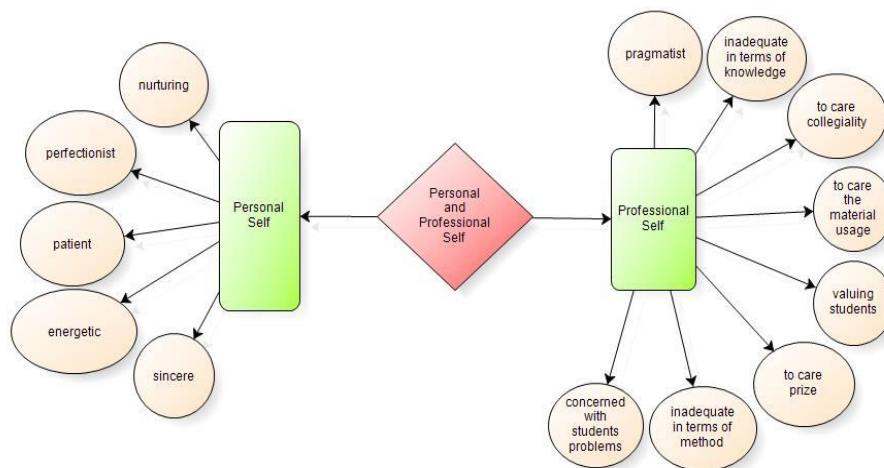 nurturing
perfectionist
patient
energetic
sincere
Personal
Self
Personal
and
Professional
Self
Professional
Self
pragmatist
inadequate
in terms of
knowledge
to care
collegiality
to care
the
material
usage
valuing
students
to care
prize
inadequate
in terms of
method
concerned
with
students
problems